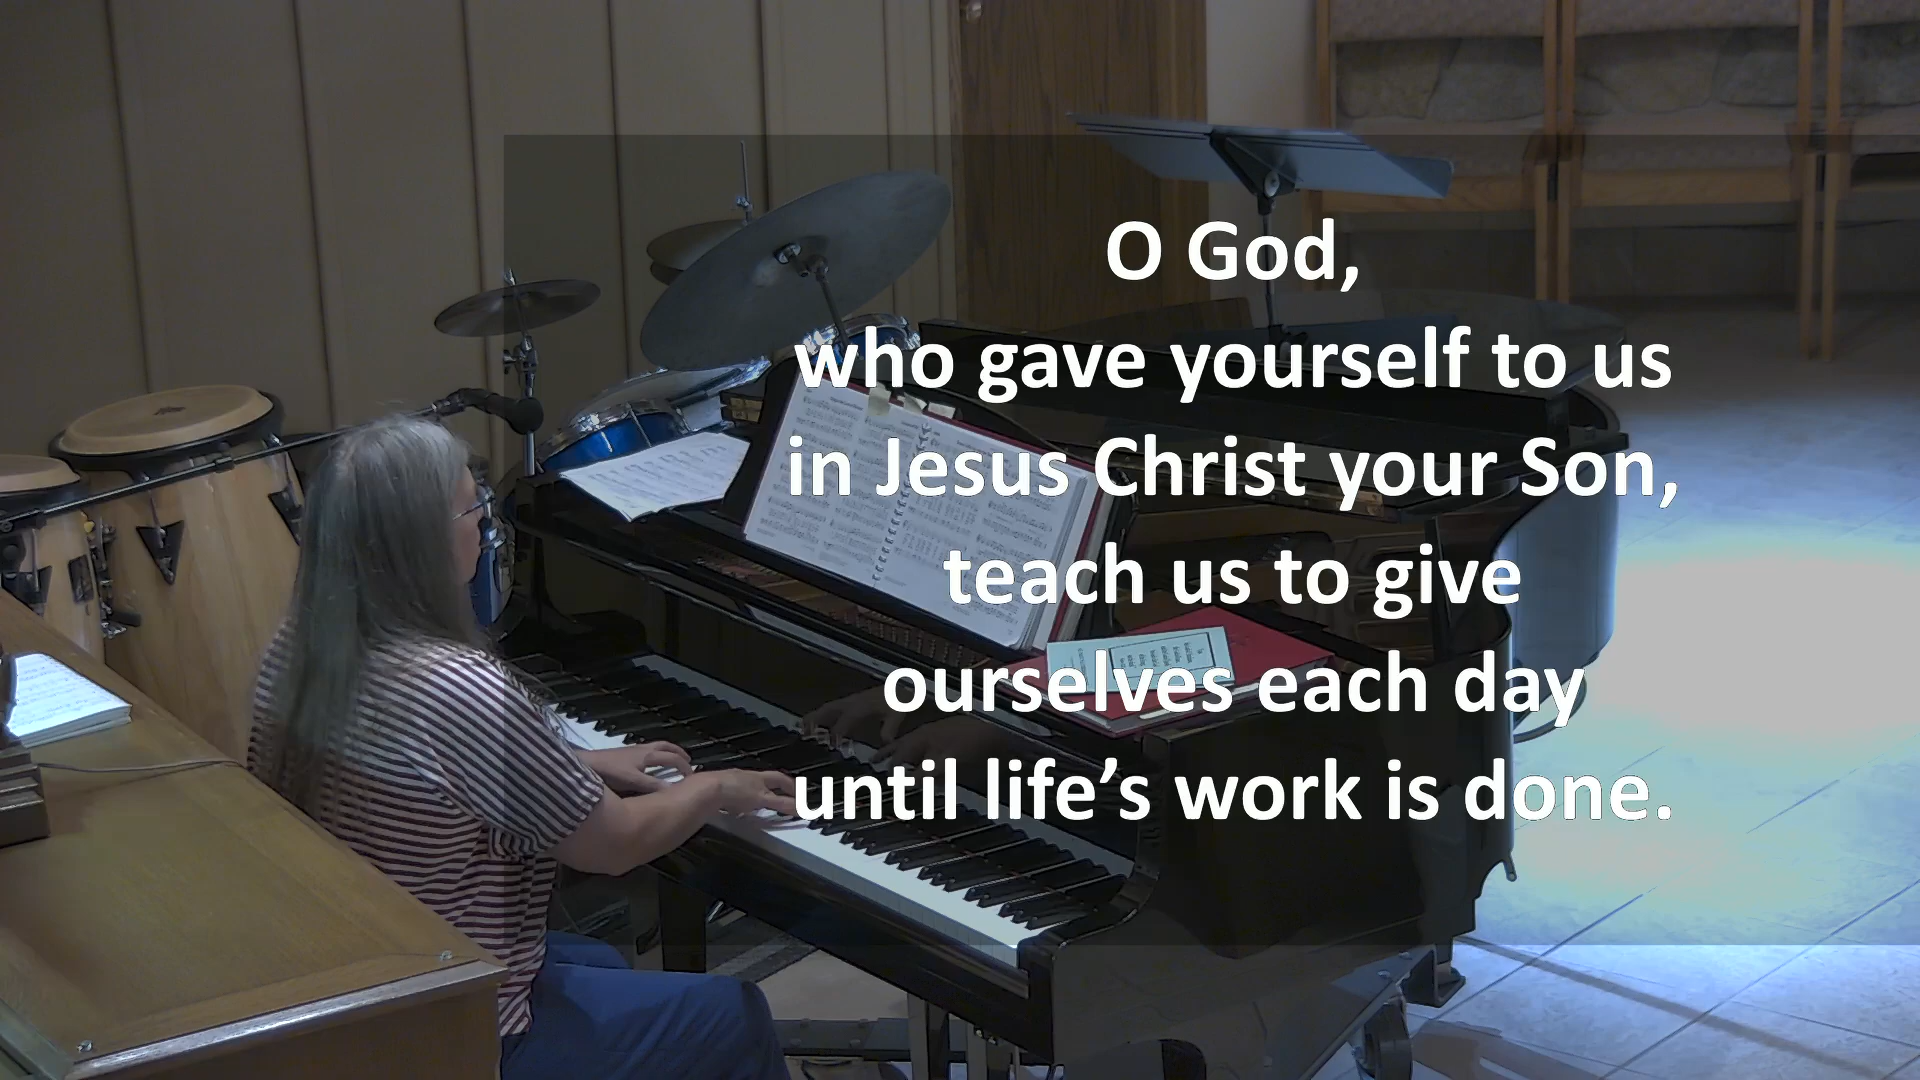 O God,
who gave yourself to us
in Jesus Christ your Son,
teach us to give
ourselves each day
until life’s work is done.